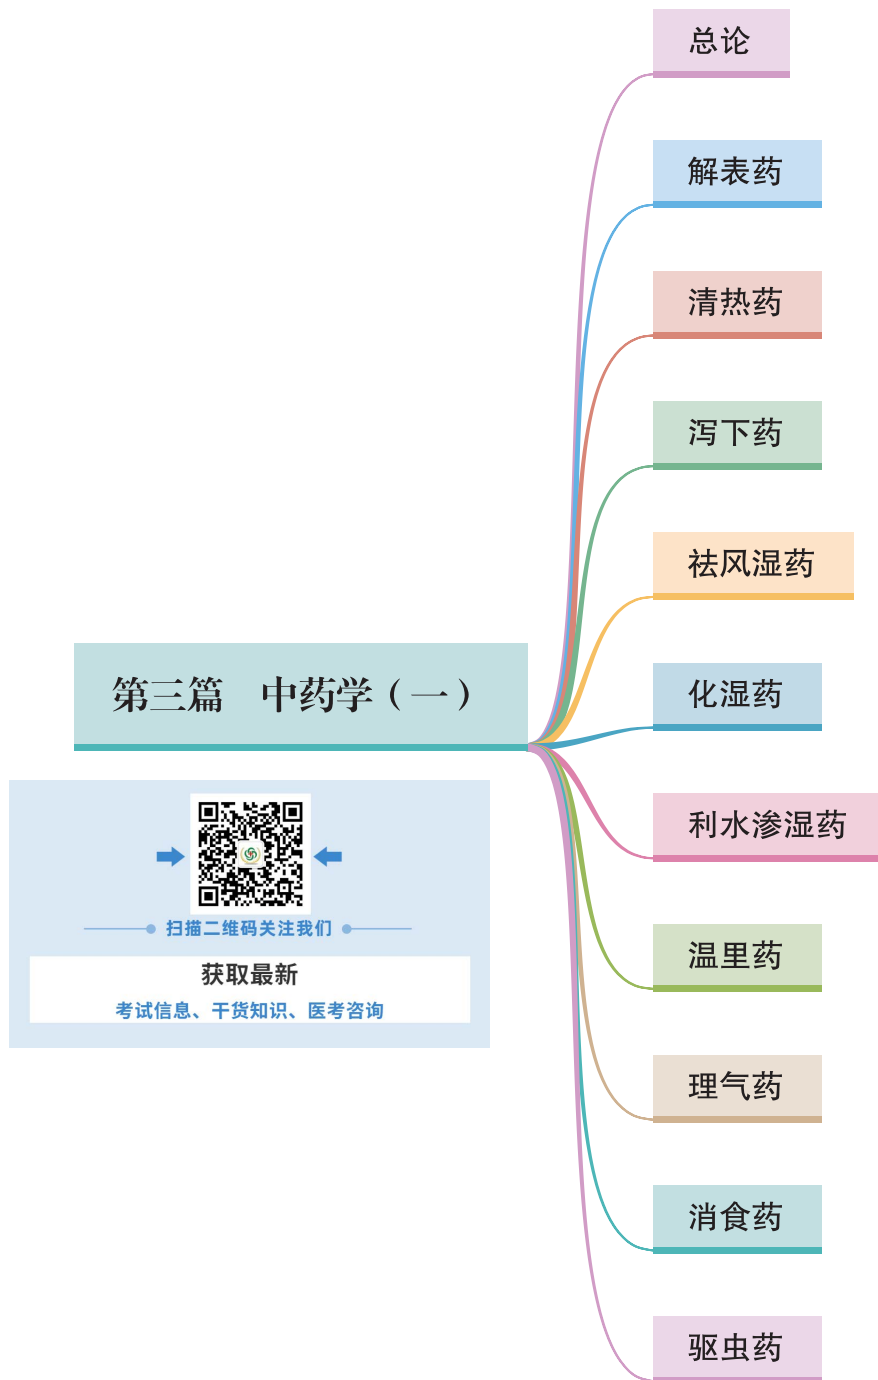 总论
解表药
清热药
泻下药
祛风湿药
第三篇　中药学（一）
化湿药
利水渗湿药
扫描二维码关注我们
获取最新
考试信息、干货知识、医考咨询
温里药
理气药
消食药
驱虫药